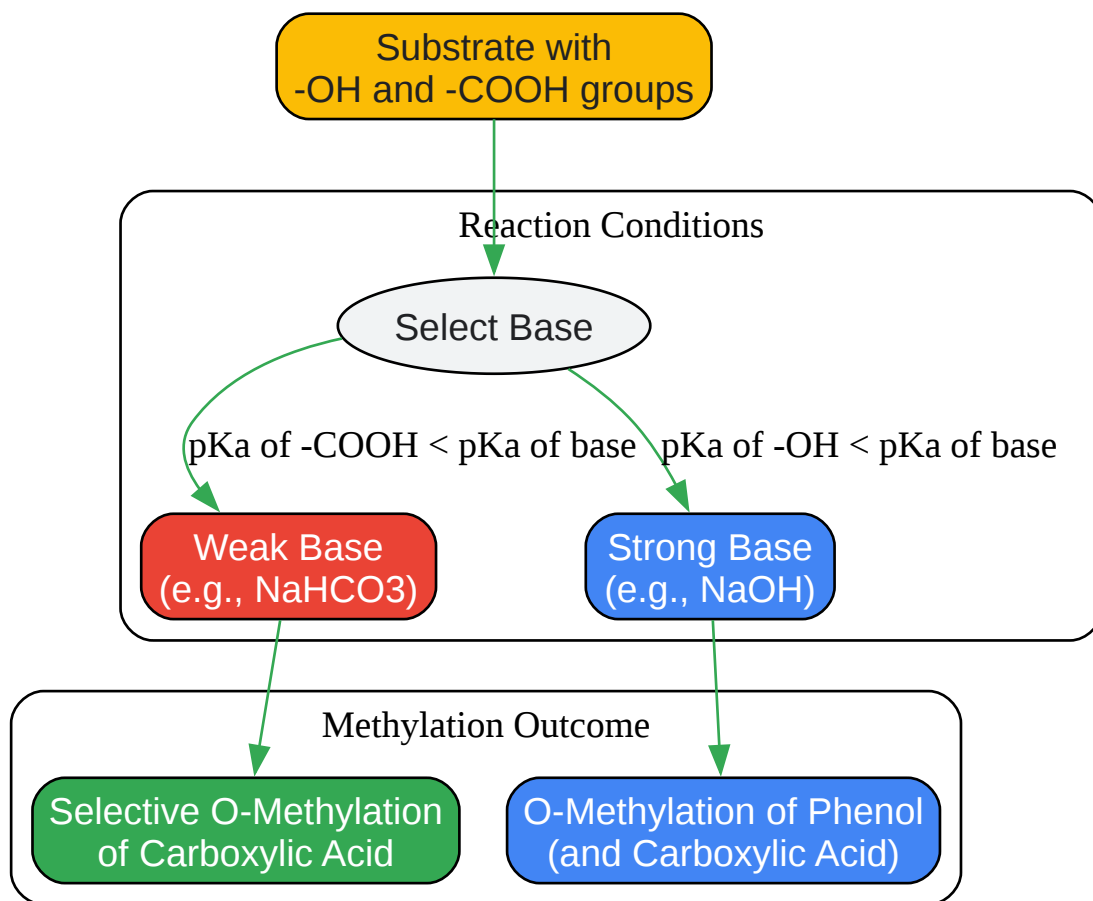 Substrate with
-OH and -COOH groups
Reaction Conditions
Select Base
pKa of -COOH < pKa of base
pKa of -OH < pKa of base
Weak Base
(e.g., NaHCO3)
Strong Base
(e.g., NaOH)
Methylation Outcome
Selective O-Methylation
of Carboxylic Acid
O-Methylation of Phenol
(and Carboxylic Acid)